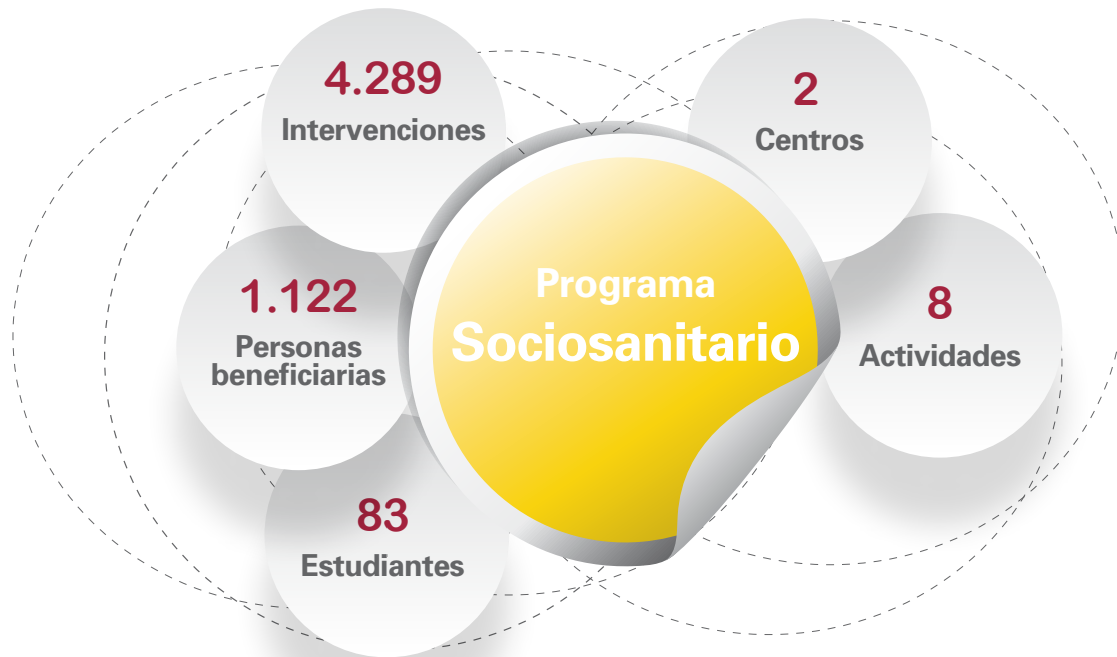 4.289
Intervenciones
2
Centros
1.122
Personas
beneficiarias
Programa
Sociosanitario
8
Actividades
83
Estudiantes